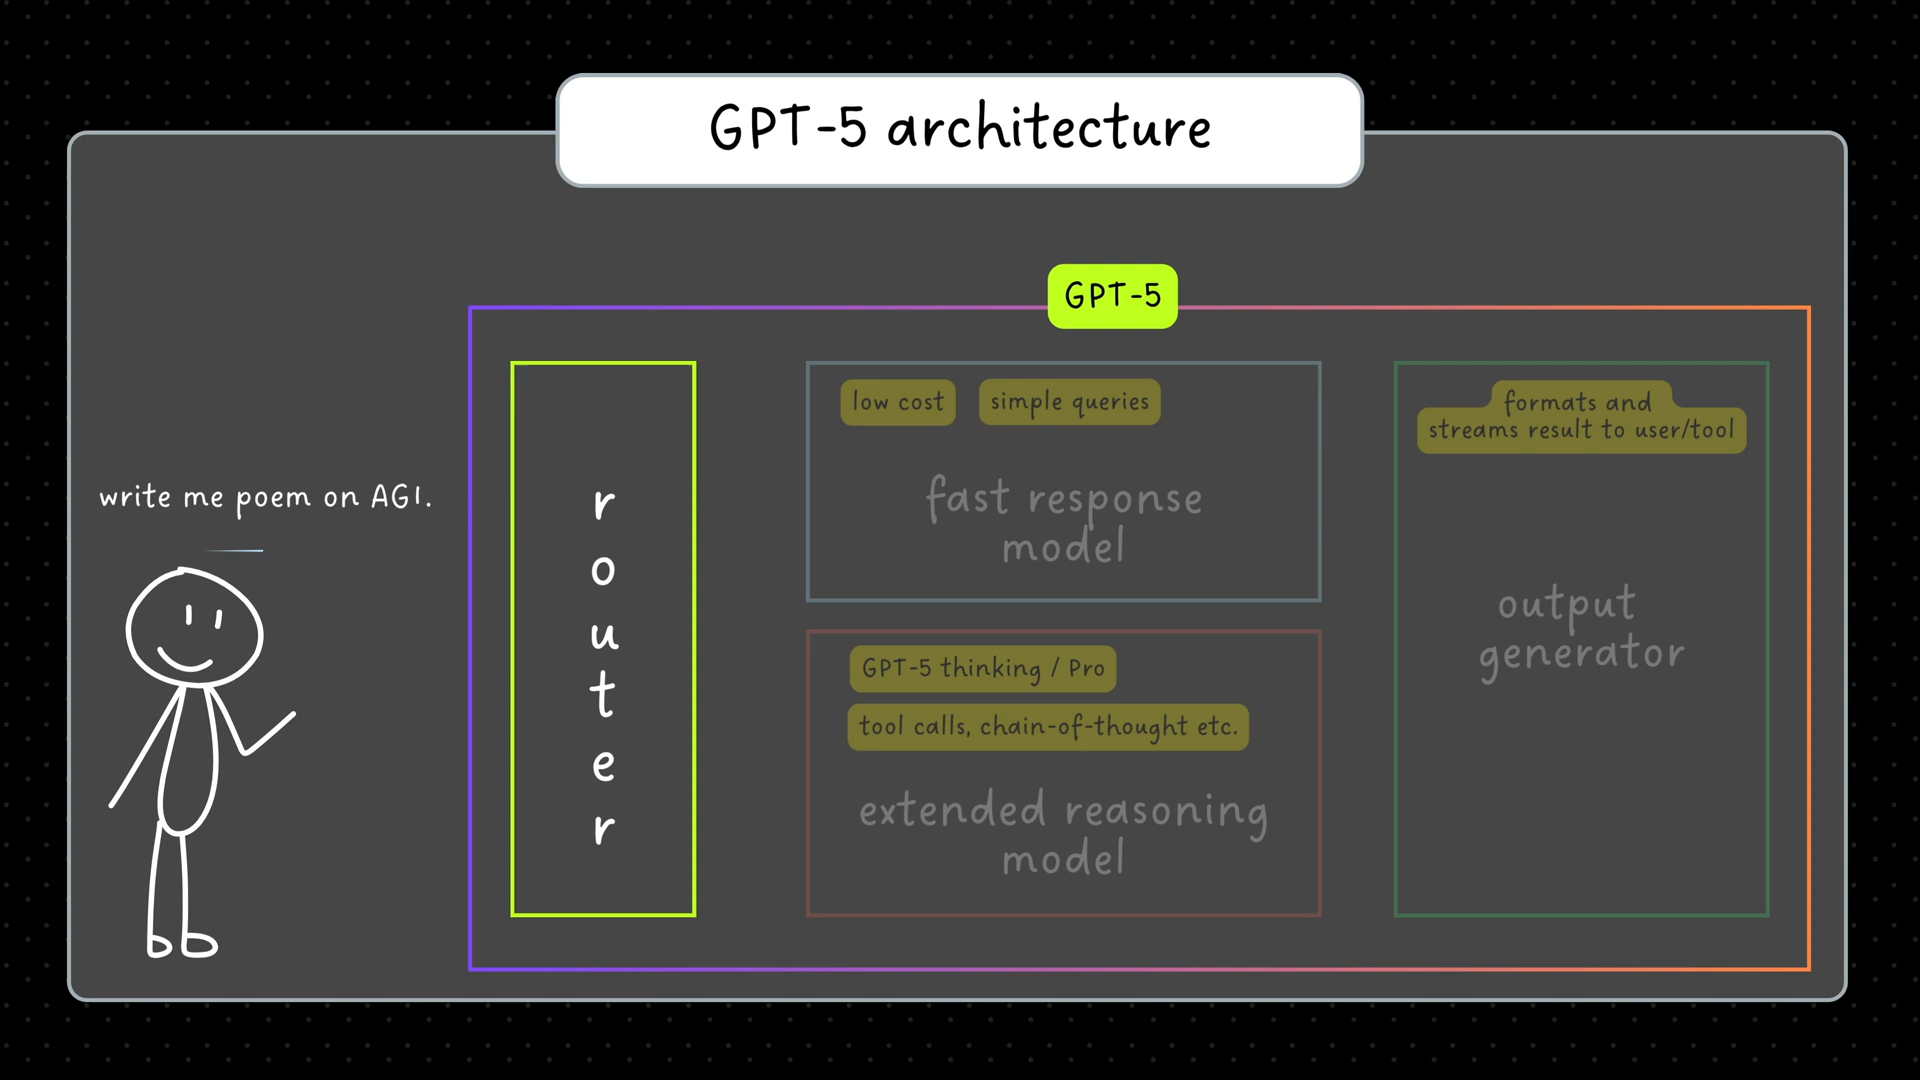 GPT-5 architecture
GPT-5
write me poem on AGI.
router
low cost
simple queries
fast response
model
GPT-5 thinking / Pro
tool calls, chain-of-thought etc.
extended reasoning
model
formats and
streams result to user/tool
output
generator